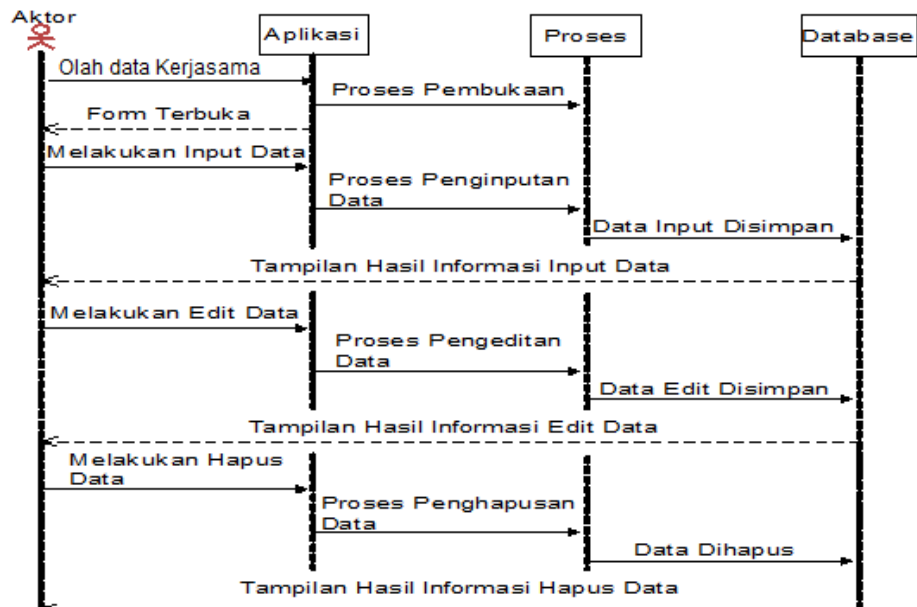 Aktor
Aplikasi
Proses
Database
Olah data Kerjasama
Proses Pembukaan
Form Terbuka
Melakukan Input Data
Proses Penginputan
Data
Data Input Disimpan
Tampilan Hasil Informasi Input Data
Melakukan Edit Data
Proses Pengeditan
Data
Data Edit Disimpan
Tampilan Hasil Informasi Edit Data
Melakukan Hapus
Data
Proses Penghapusan
Data
Data Dihapus
Tampilan Hasil Informasi Hapus Data